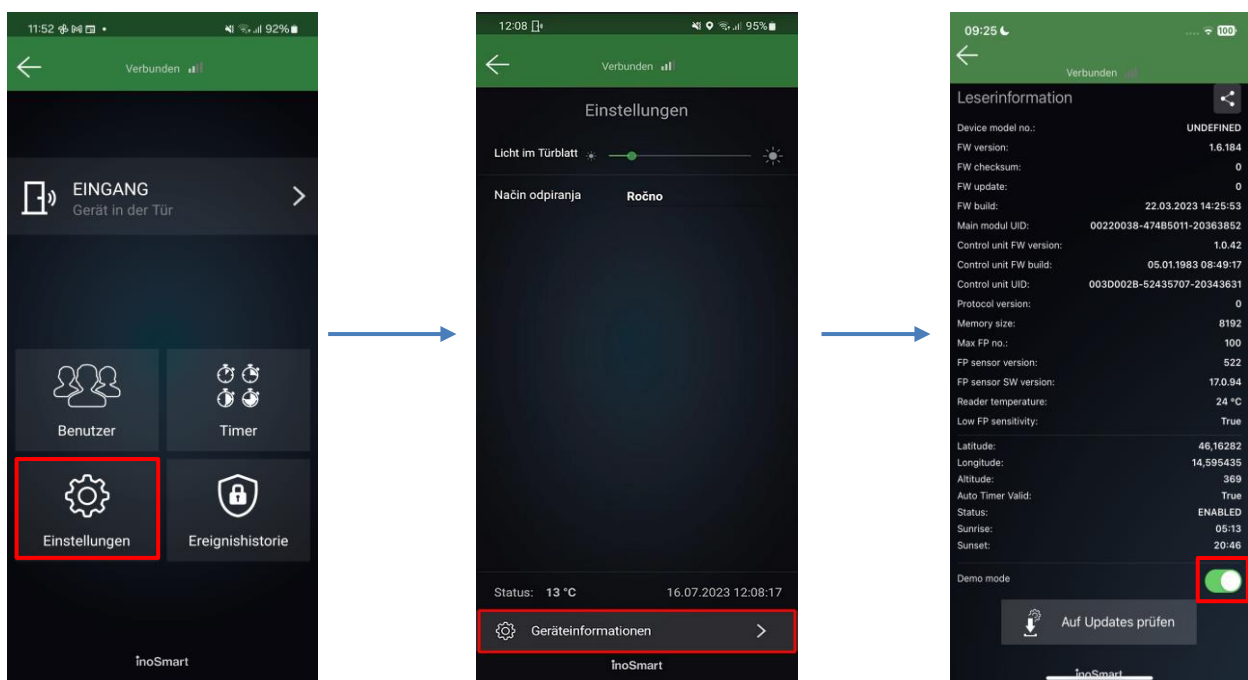 11:52
92%
Verbunden
EINGANG
Gerät in der Tür
Benutzer
Timer
Einstellungen
Ereignishistorie
inoSmart
12:08
95%
Verbunden
Einstellungen
Licht im Türblatt
Način odpiranja Ročno
Status: 13 °C 16.07.2023 12:08:17
Geräteinformationen
inoSmart
09:25
100
Verbunden
Leserinformation
Device model no.: UNDEFINED
FW version: 1.6.184
FW checksum: 0
FW update: 0
FW build: 22.03.2023 14:25:53
Main modul UID: 00220038-474B5011-20363852
Control unit FW version: 1.0.42
Control unit FW build: 05.01.1983 08:49:17
Control unit UID: 003D002B-52435707-20343631
Protocol version: 0
Memory size: 8192
Max FP no.: 100
FP sensor version: 522
FP sensor SW version: 17.0.94
Reader temperature: 24 °C
Low FP sensitivity: True
Latitude: 46,16282
Longitude: 14,595435
Altitude: 369
Auto Timer Valid: True
Status: ENABLED
Sunrise: 05:13
Sunset: 20:46
Demo mode
Auf Updates prüfen
inoSmart